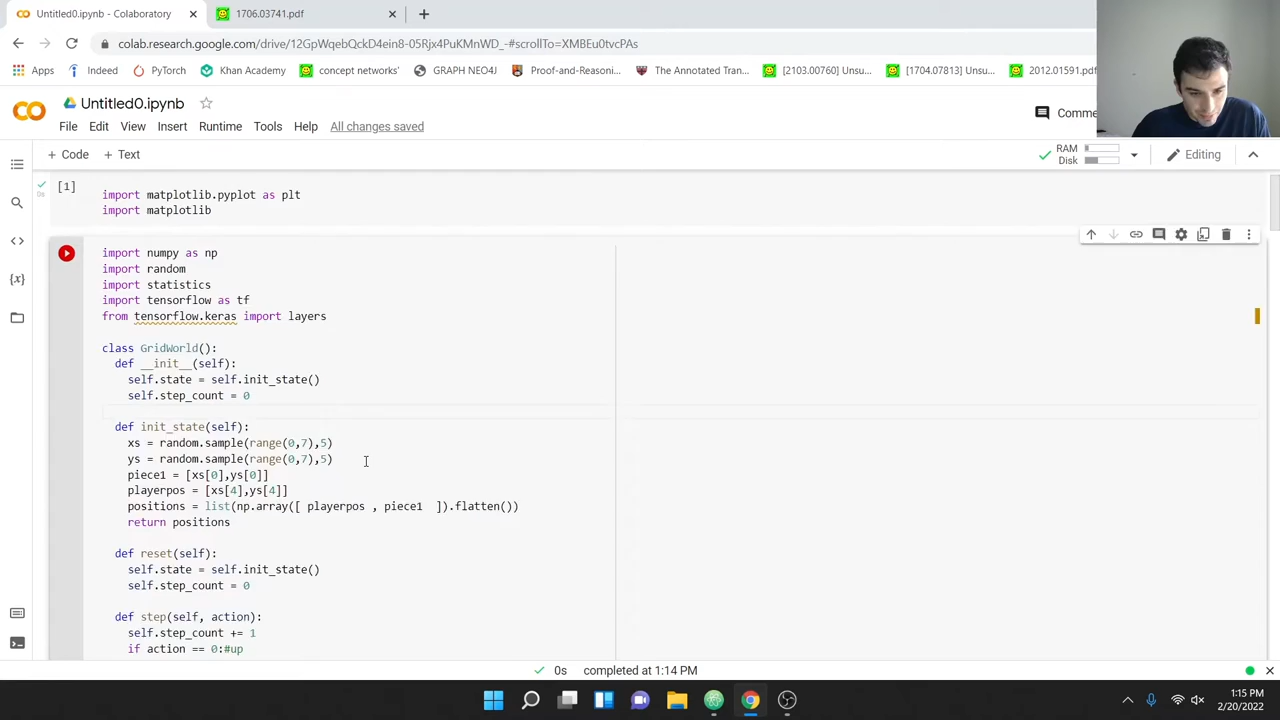 Untitled0.ipynb - Colaboratory
1706.03741.pdf
colab.research.google.com/drive/12GpWqebQckD4ein8-05Rjx4PuKMnWD_-#scrollTo=XMBEu0tvcPAs
Apps Indeed PyTorch Khan Academy concept networks' GRAPH NEO4J Proof-and-Reasoni... The Annotated Tran... [2103.00760] Unsu... [1704.07813] Unsu... 2012.01591.pdf
Untitled0.ipynb
File Edit View Insert Runtime Tools Help All changes saved
Comme
+ Code + Text
RAM
Disk
Editing
[1]
0s
import matplotlib.pyplot as plt
import matplotlib
import numpy as np
import random
import statistics
import tensorflow as tf
from tensorflow.keras import layers
class GridWorld():
def __init__(self):
self.state = self.init_state()
self.step_count = 0
def init_state(self):
xs = random.sample(range(0,7),5)
ys = random.sample(range(0,7),5)
piece1 = [xs[0],ys[0]]
playerpos = [xs[4],ys[4]]
positions = list(np.array([ playerpos , piece1 ]).flatten())
return positions
def reset(self):
self.state = self.init_state()
self.step_count = 0
def step(self, action):
self.step_count += 1
if action == 0:#up
0s completed at 1:14 PM
1:15 PM
2/20/2022